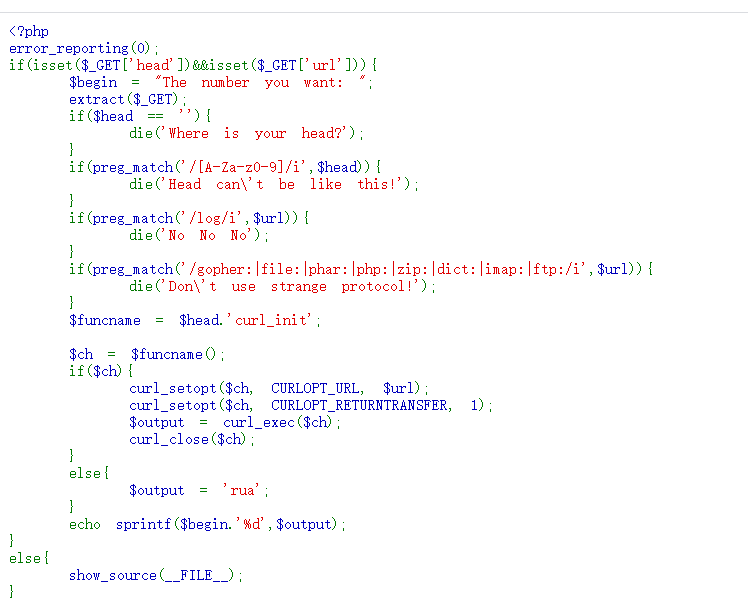 <?php
error_reporting(0);
if(isset($_GET['head'])&&isset($_GET['url'])){
$begin = "The number you want: ";
extract($_GET);
if($head == ''){
die('Where is your head?');
}
if(preg_match('/[A-Za-z0-9]/i',$head)){
die('Head can\'t be like this!');
}
if(preg_match('/log/i',$url)){
die('No No No');
}
if(preg_match('/gopher:|file:|phar:|php:|zip:|dict:|imap:|ftp:/i',$url)){
die('Don\'t use strange protocol!');
}
$funcname = $head.'curl_init';
$ch = $funcname();
if($ch){
curl_setopt($ch, CURLOPT_URL, $url);
curl_setopt($ch, CURLOPT_RETURNTRANSFER, 1);
$output = curl_exec($ch);
curl_close($ch);
}
else{
$output = 'rua';
}
echo sprintf($begin.'%d',$output);
}
else{
show_source(__FILE__);
}